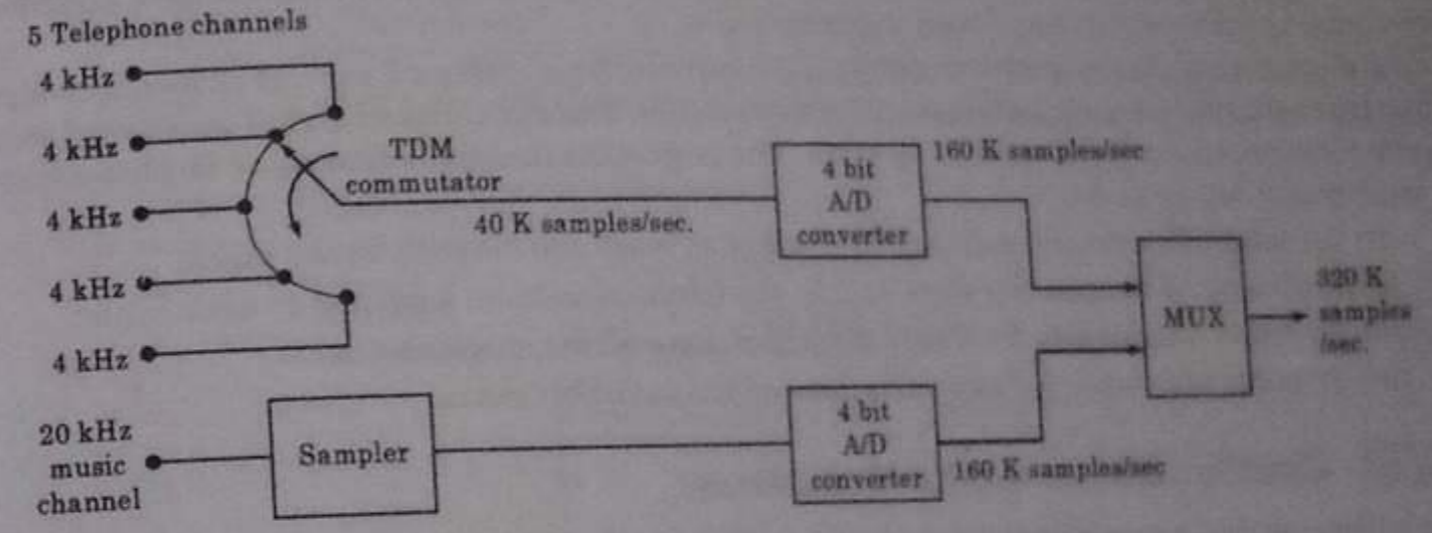 5 Telephone channels
4 kHz
4 kHz
4 kHz
4 kHz
4 kHz
TDM
commutator
40 K samples/sec.
4 bit
A/D
converter
160 K samples/sec
MUX
320 K
samples
/sec.
20 kHz
music
channel
Sampler
4 bit
A/D
converter
160 K samples/sec